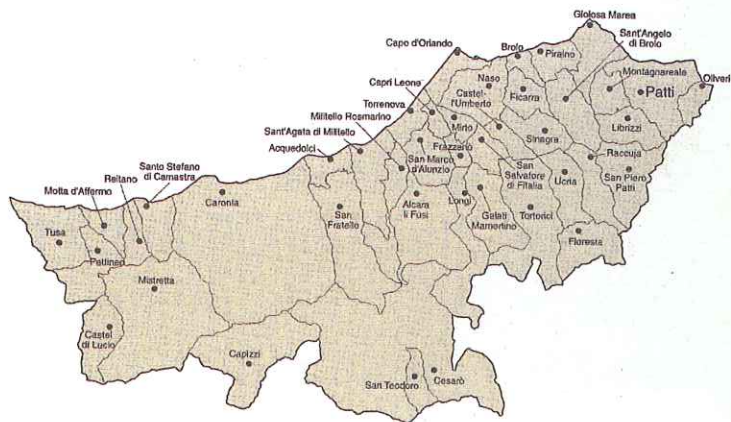 Gioiosa Marea
Sant'Angelo
di Brolo
Capo d'Orlando
Brolo
Piraino
Montagnareale
Oliveri
Naso
Patti
Capri Leone
Castel-
l'Umberto
Ficarra
Torrenova
Militello Rosmarino
Mirto
Librizzi
Sant'Agata di Militello
Sinagra
Acquedolci
Frazzanò
Raccuja
San Marco
d'Alunzio
San
Salvatore
di Fitalia
Ucria
San Piero
Patti
Santo Stefano
di Camastra
Reitano
Motta d'Affermo
Caronia
San
Fratello
Alcara
li Fusi
Longi
Galati
Mamertino
Tortorici
Floresta
Tusa
Pettineo
Mistretta
Castel
di Lucio
Capizzi
San Teodoro
Cesarò